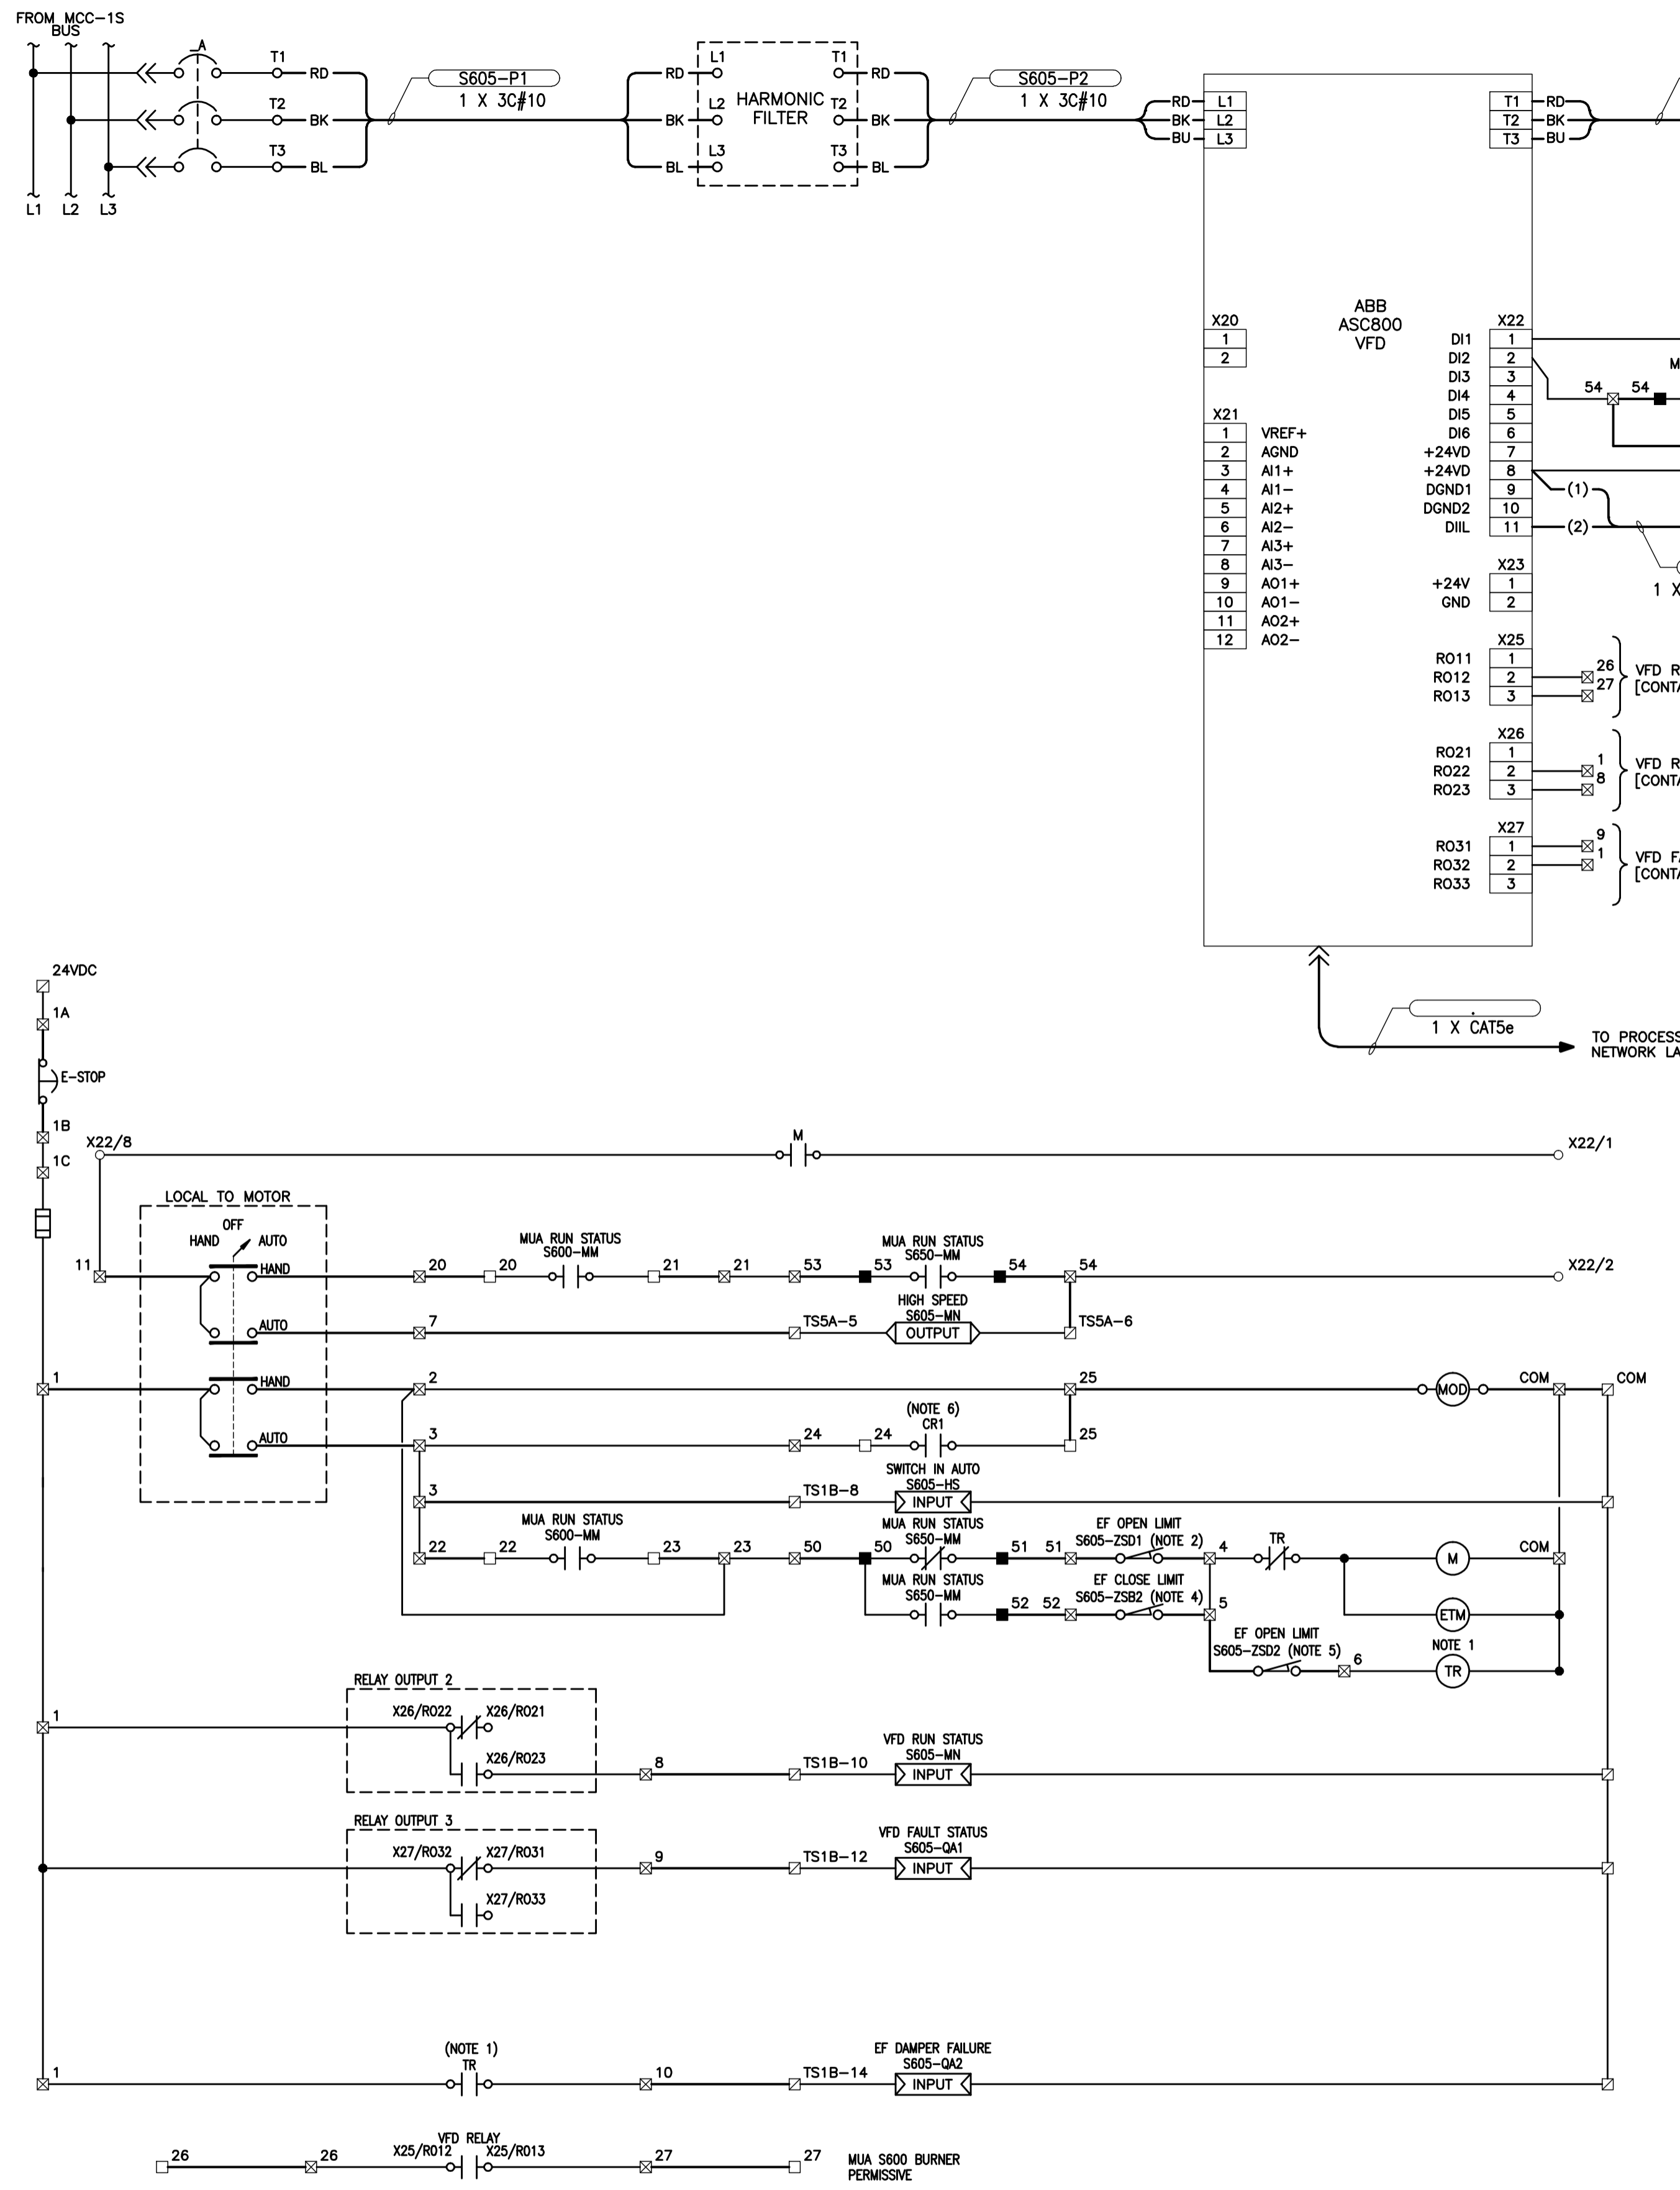 FROM MCC-1S
BUS
_A
T1
RD
T2
BK
T3
BL
L1
L2
L3
S605-P1
1 X 3C#10
RD
BK
BL
L1
L2
L3
HARMONIC
FILTER
T1
T2
T3
RD
BK
BL
S605-P2
1 X 3C#10
RD
BK
BU
L1
L2
L3
T1
T2
T3
RD
BK
BU
ABB
ASC800
VFD
X20
1
2
X21
1 VREF+
2 AGND
3 AI1+
4 AI1-
5 AI2+
6 AI2-
7 AI3+
8 AI3-
9 AO1+
10 AO1-
11 AO2+
12 AO2-
X22
DI1 1
DI2 2
DI3 3
DI4 4
DI5 5
DI6 6
+24VD 7
+24VD 8
DGND1 9
DGND2 10
DIIL 11
M
54 54
(1)
(2)
1 X
X23
+24V 1
GND 2
X25
RO11 1
RO12 2
RO13 3
26
27
VFD R
[CONTA
X26
RO21 1
RO22 2
RO23 3
1
8
VFD R
[CONTA
X27
RO31 1
RO32 2
RO33 3
9
1
VFD FA
[CONTA
.
1 X CAT5e
TO PROCESS
NETWORK LA
24VDC
1A
E-STOP
1B
1C
X22/8
M
X22/1
LOCAL TO MOTOR
OFF
HAND AUTO
11
HAND
20 20
MUA RUN STATUS
S600-MM
21 21
53 53
MUA RUN STATUS
S650-MM
54 54
X22/2
AUTO
7
TS5A-5
HIGH SPEED
S605-MN
OUTPUT
TS5A-6
1
HAND
2
25
MOD
COM
COM
AUTO
3
24 24
(NOTE 6)
CR1
25
3
TS1B-8
SWITCH IN AUTO
S605-HS
INPUT
22 22
MUA RUN STATUS
S600-MM
23 23
50 50
MUA RUN STATUS
S650-MM
51 51
EF OPEN LIMIT
S605-ZSD1 (NOTE 2)
4
TR
M
COM
MUA RUN STATUS
S650-MM
52 52
EF CLOSE LIMIT
S605-ZSB2 (NOTE 4)
5
ETM
EF OPEN LIMIT
S605-ZSD2 (NOTE 5)
6
NOTE 1
TR
RELAY OUTPUT 2
1
X26/RO22 X26/RO21
X26/RO23
8
TS1B-10
VFD RUN STATUS
S605-MN
INPUT
RELAY OUTPUT 3
X27/RO32 X27/RO31
X27/RO33
9
TS1B-12
VFD FAULT STATUS
S605-QA1
INPUT
1
(NOTE 1)
TR
10
TS1B-14
EF DAMPER FAILURE
S605-QA2
INPUT
26
26
VFD RELAY
X25/RO12 X25/RO13
27
27
MUA S600 BURNER
PERMISSIVE